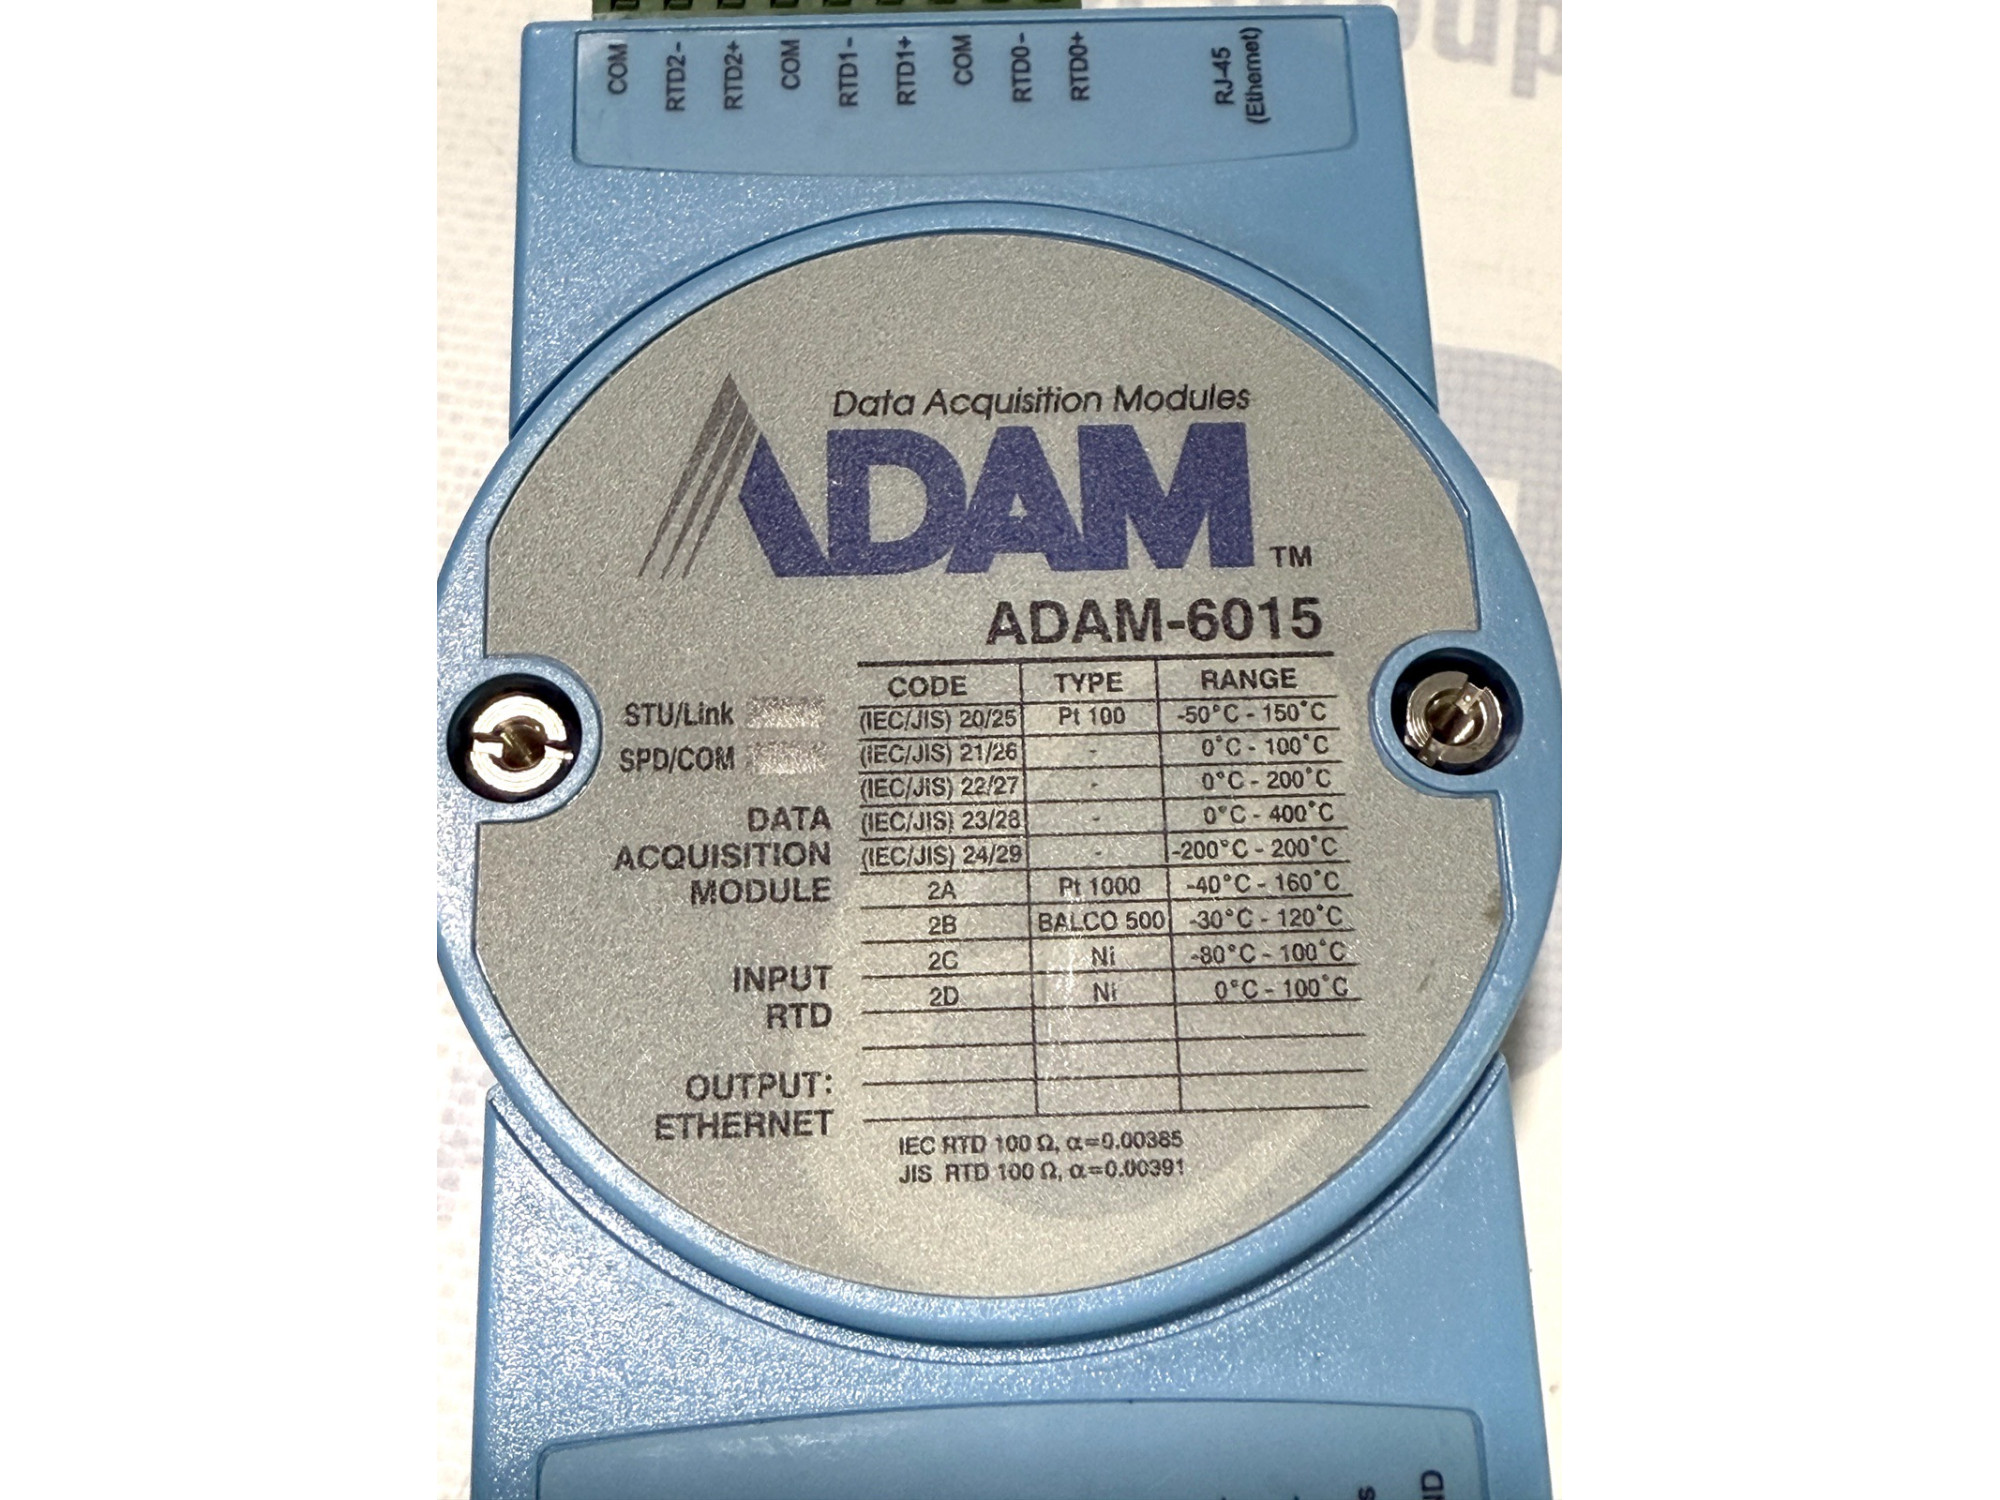 COM
RTD2-
RTD2+
COM
RTD1-
RTD1+
COM
RTD0-
RTD0+
RJ-45
(Ethernet)
Data Acquisition Modules
ADAM
TM
ADAM-6015
STU/Link
SPD/COM
DATA
ACQUISITION
MODULE
INPUT
RTD
OUTPUT:
ETHERNET
CODE TYPE RANGE
(IEC/JIS) 20/25 Pt 100 -50°C - 150°C
(IEC/JIS) 21/26 - 0°C - 100°C
(IEC/JIS) 22/27 - 0°C - 200°C
(IEC/JIS) 23/28 - 0°C - 400°C
(IEC/JIS) 24/29 - -200°C - 200°C
2A Pt 1000 -40°C - 160°C
2B BALCO 500 -30°C - 120°C
2C Ni -80°C - 100°C
2D Ni 0°C - 100°C
IEC RTD 100 Ω, α=0.00385
JIS RTD 100 Ω, α=0.00391